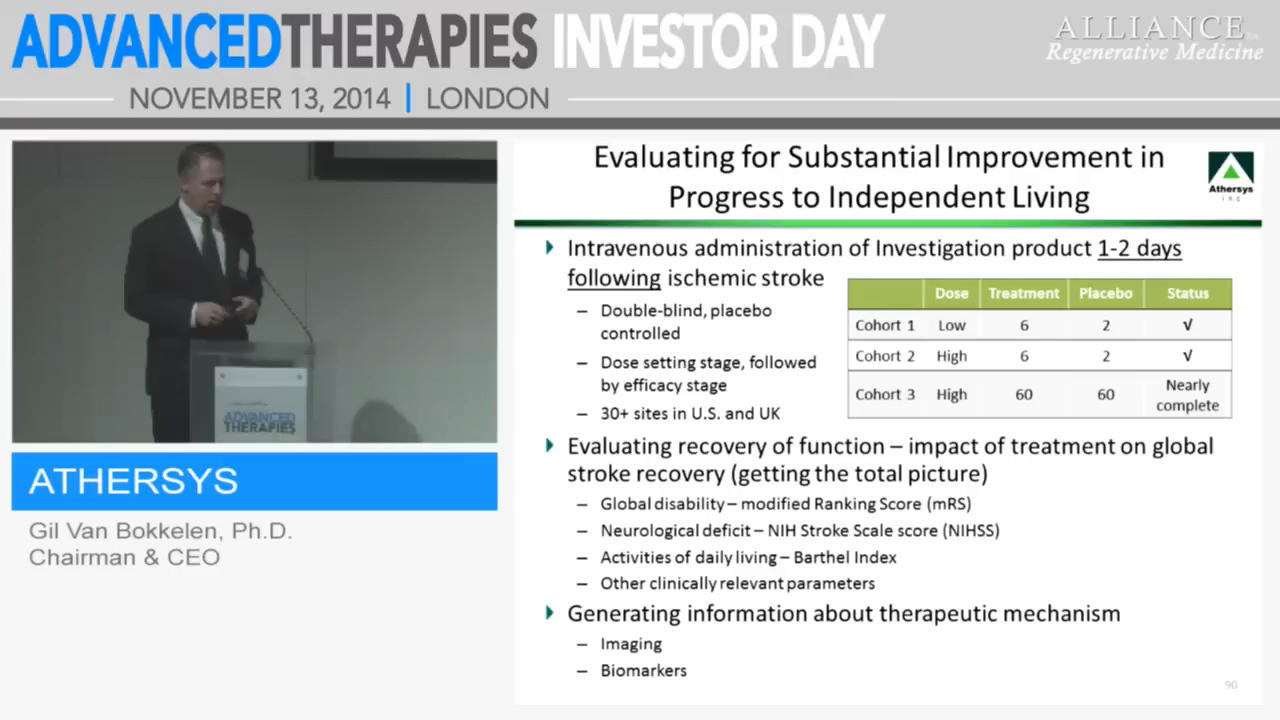 ADVANCEDTHERAPIES INVESTOR DAY
NOVEMBER 13, 2014 | LONDON
ALLIANCE for
Regenerative Medicine
ADVANCED
THERAPIES
ATHERSYS
Gil Van Bokkelen, Ph.D.
Chairman & CEO
Evaluating for Substantial Improvement in
Progress to Independent Living
Athersys
INC
Intravenous administration of Investigation product 1-2 days
following ischemic stroke
– Double-blind, placebo
controlled
– Dose setting stage, followed
by efficacy stage
– 30+ sites in U.S. and UK
Dose Treatment Placebo Status
Cohort 1 Low 6 2 √
Cohort 2 High 6 2 √
Cohort 3 High 60 60 Nearly
complete
Evaluating recovery of function – impact of treatment on global
stroke recovery (getting the total picture)
– Global disability – modified Ranking Score (mRS)
– Neurological deficit – NIH Stroke Scale score (NIHSS)
– Activities of daily living – Barthel Index
– Other clinically relevant parameters
Generating information about therapeutic mechanism
– Imaging
– Biomarkers
90